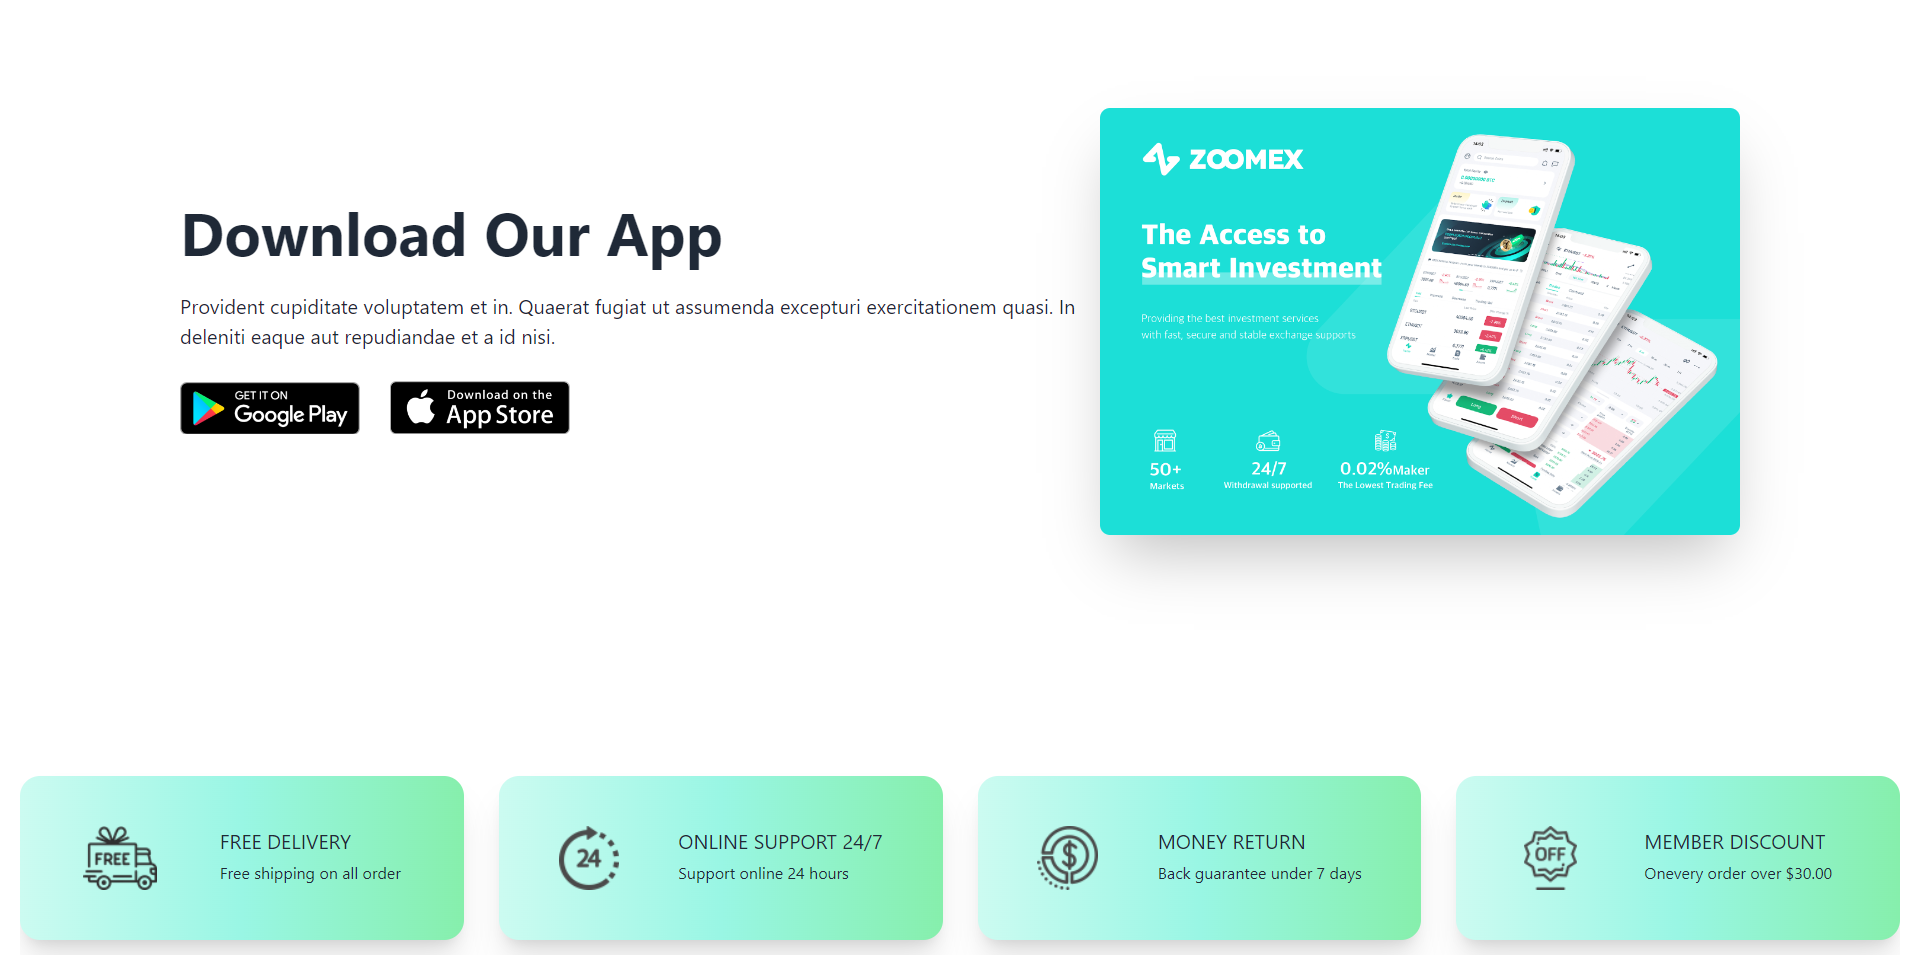 Download Our App
Provident cupiditate voluptatem et in. Quaerat fugiat ut assumenda excepturi exercitationem quasi. In
deleniti eaque aut repudiandae et a id nisi.
GET IT ON
Google Play
Download on the
App Store
ZOOMEX
The Access to
Smart Investment
Providing the best investment services
with fast, secure and stable exchange supports
50+
Markets
24/7
Withdrawal supported
0.02%Maker
The Lowest Trading Fee
Long
Short
FREE
FREE DELIVERY
Free shipping on all order
24
ONLINE SUPPORT 24/7
Support online 24 hours
$
MONEY RETURN
Back guarantee under 7 days
OFF
MEMBER DISCOUNT
Onevery order over $30.00